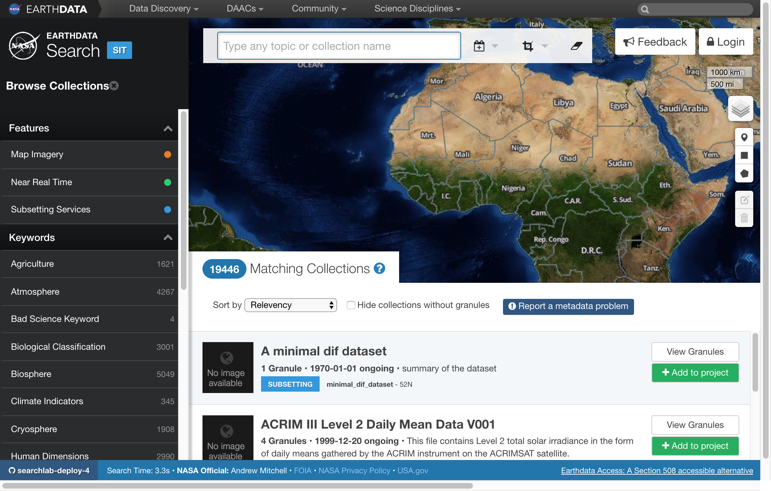 EARTHDATA Data Discovery DAACs Community Science Disciplines
NASA EARTHDATA
Search SIT
Type any topic or collection name
Feedback Login
Browse Collections
OCEAN
Italy
Iraq
1000 km
500 mi
Mor.
Algeria
Libya
Egypt
Saudi Arabia
Features
Map Imagery
Near Real Time
Subsetting Services
Mrt.
Mali
Niger
Chad
Sudan
Yem.
Nigeria
Eth.
Som.
I.C.
C.A.R.
S. Sud.
Cam.
Rep. Congo
Ken.
D.R.C.
Tanz.
Keywords
Agriculture 1621
Atmosphere 4267
Bad Science Keyword 4
Biological Classification 3001
Biosphere 5049
Climate Indicators 345
Cryosphere 1908
Human Dimensions 2990
19446 Matching Collections ?
Sort by Relevency Hide collections without granules Report a metadata problem
No image available
A minimal dif dataset
1 Granule • 1970-01-01 ongoing • summary of the dataset
SUBSETTING minimal_dif_dataset - 52N
View Granules
Add to project
No image available
ACRIM III Level 2 Daily Mean Data V001
4 Granules • 1999-12-20 ongoing • This file contains Level 2 total solar irradiance in the form
of daily means gathered by the ACRIM instrument on the ACRIMSAT satellite.
View Granules
Add to project
searchlab-deploy-4 Search Time: 3.3s • NASA Official: Andrew Mitchell • FOIA • NASA Privacy Policy • USA.gov Earthdata Access: A Section 508 accessible alternative